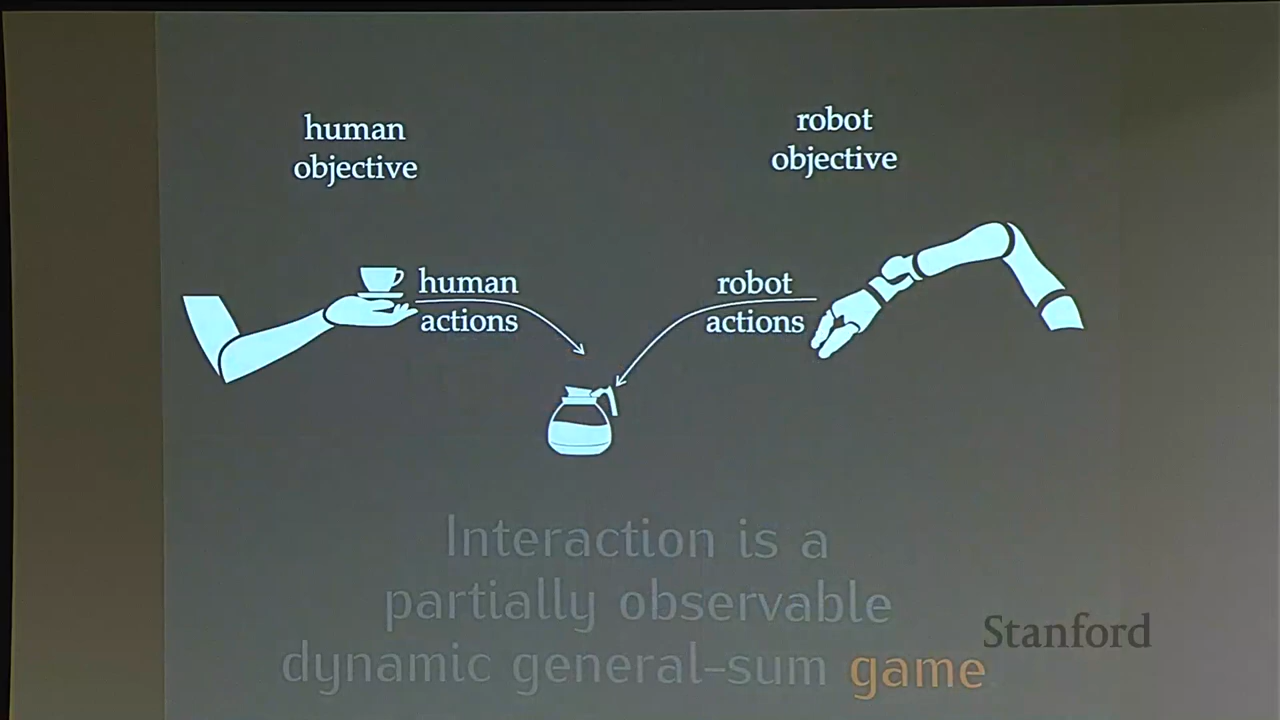 human
objective
robot
objective
human
actions
robot
actions
Interaction is a
partially observable
dynamic general-sum game
Stanford